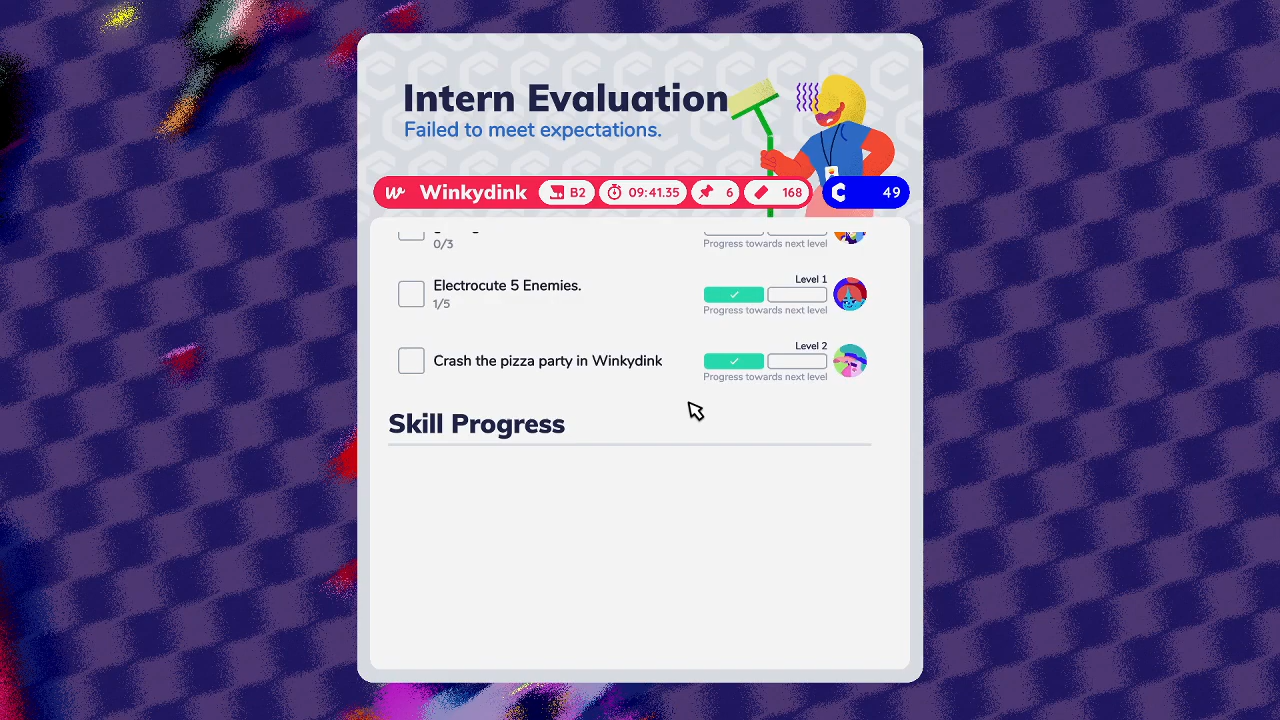 Intern Evaluation
Failed to meet expectations.
Winkydink B2 09:41.35 6 168 49
0/3
Progress towards next level
Electrocute 5 Enemies.
1/5
Level 1
Progress towards next level
Crash the pizza party in Winkydink
Level 2
Progress towards next level
Skill Progress